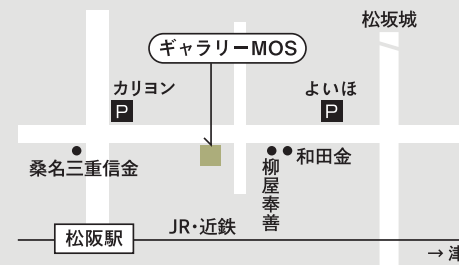 松坂城
ギャラリーMOS
カリヨン
P
よいほ
P
桑名三重信金
柳屋奉善
和田金
JR・近鉄
松阪駅
→津